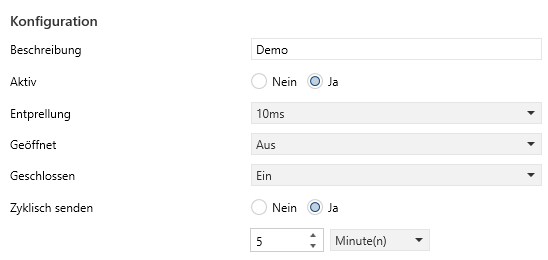 Konfiguration
Beschreibung Demo
Aktiv Nein Ja
Entprellung 10ms
Geöffnet Aus
Geschlossen Ein
Zyklisch senden Nein Ja
5 Minute(n)